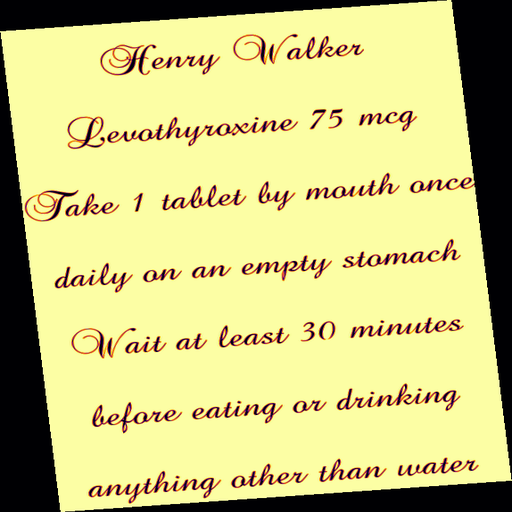 Henry Walker
Levothyroxine 75 mcg
Take 1 tablet by mouth once
daily on an empty stomach
Wait at least 30 minutes
before eating or drinking
anything other than water